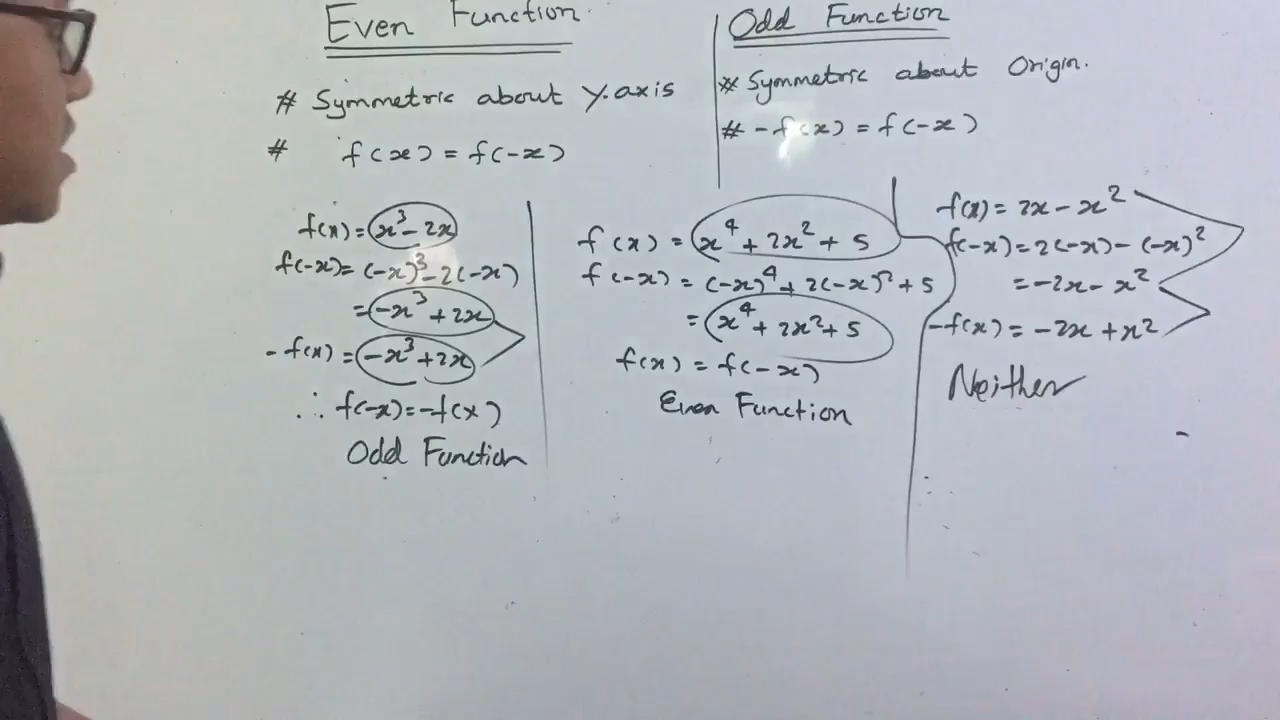 Even Function.
# Symmetric about y.axis
# f(x) = f(-x)
Odd Function
* Symmetric about Origin.
# -f(x) = f(-x)
f(x) = x³ - 2x
f(-x) = (-x)³ - 2(-x)
= -x³ + 2x
- f(x) = -x³ + 2x
∴ f(-x) = -f(x)
Odd Function
f(x) = x⁴ + 2x² + 5
f(-x) = (-x)⁴ + 2(-x)² + 5
= x⁴ + 2x² + 5
f(x) = f(-x)
Even Function
f(x) = 2x - x²
f(-x) = 2(-x) - (-x)²
= -2x - x²
-f(x) = -2x + x²
Neither